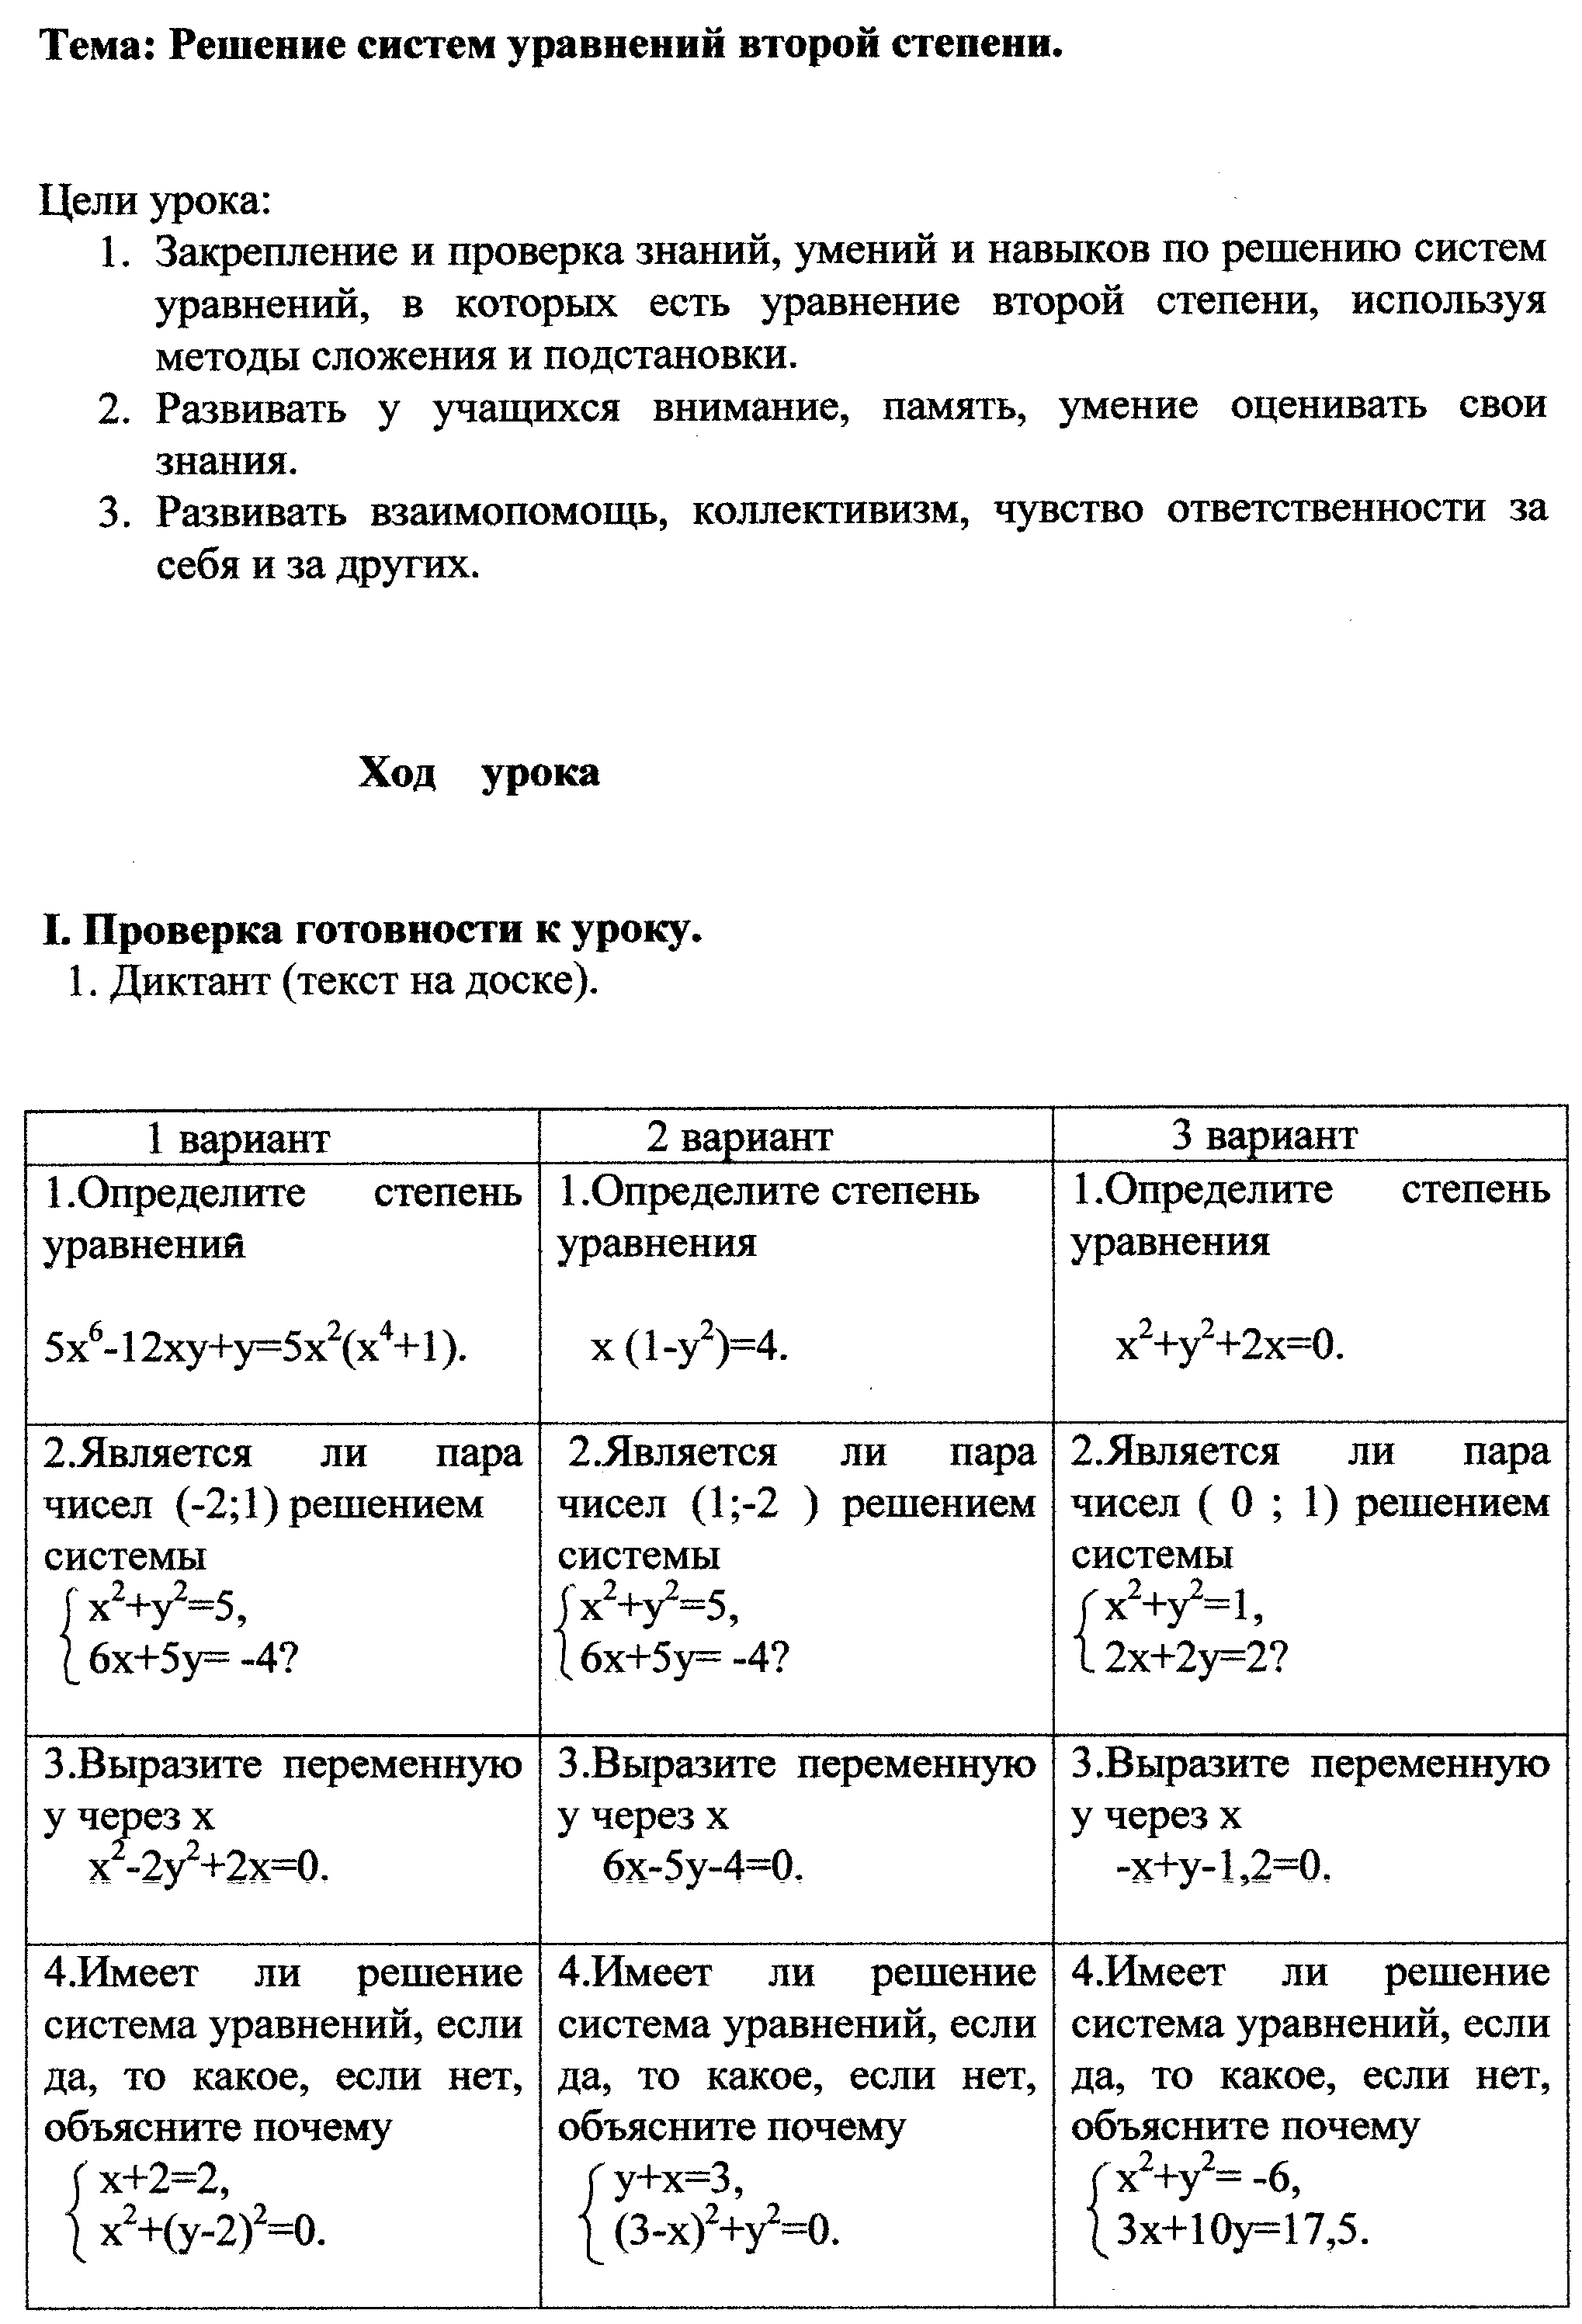 Тема: Решение систем уравнений второй степени.
Цели урока:
1. Закрепление и проверка знаний, умений и навыков по решению систем
уравнений, в которых есть уравнение второй степени, используя
методы сложения и подстановки.
2. Развивать у учащихся внимание, память, умение оценивать свои
знания.
3. Развивать взаимопомощь, коллективизм, чувство ответственности за
себя и за других.
Ход урока
I. Проверка готовности к уроку.
1. Диктант (текст на доске).
1 вариант
2 вариант
3 вариант
1.Определите степень
уравнений
5x⁶-12xy+y=5x²(x⁴+1).
1.Определите степень
уравнения
x (1-y²)=4.
1.Определите степень
уравнения
x²+y²+2x=0.
2.Является ли пара
чисел (-2;1) решением
системы
x²+y²=5,
6x+5y= -4?
2.Является ли пара
чисел (1;-2 ) решением
системы
x²+y²=5,
6x+5y= -4?
2.Является ли пара
чисел ( 0 ; 1) решением
системы
x²+y²=1,
2x+2y=2?
3.Выразите переменную
y через x
x²-2y²+2x=0.
3.Выразите переменную
y через x
6x-5y-4=0.
3.Выразите переменную
y через x
-x+y-1,2=0.
4.Имеет ли решение
система уравнений, если
да, то какое, если нет,
объясните почему
x+2=2,
x²+(y-2)²=0.
4.Имеет ли решение
система уравнений, если
да, то какое, если нет,
объясните почему
y+x=3,
(3-x)²+y²=0.
4.Имеет ли решение
система уравнений, если
да, то какое, если нет,
объясните почему
x²+y²= -6,
3x+10y=17,5.